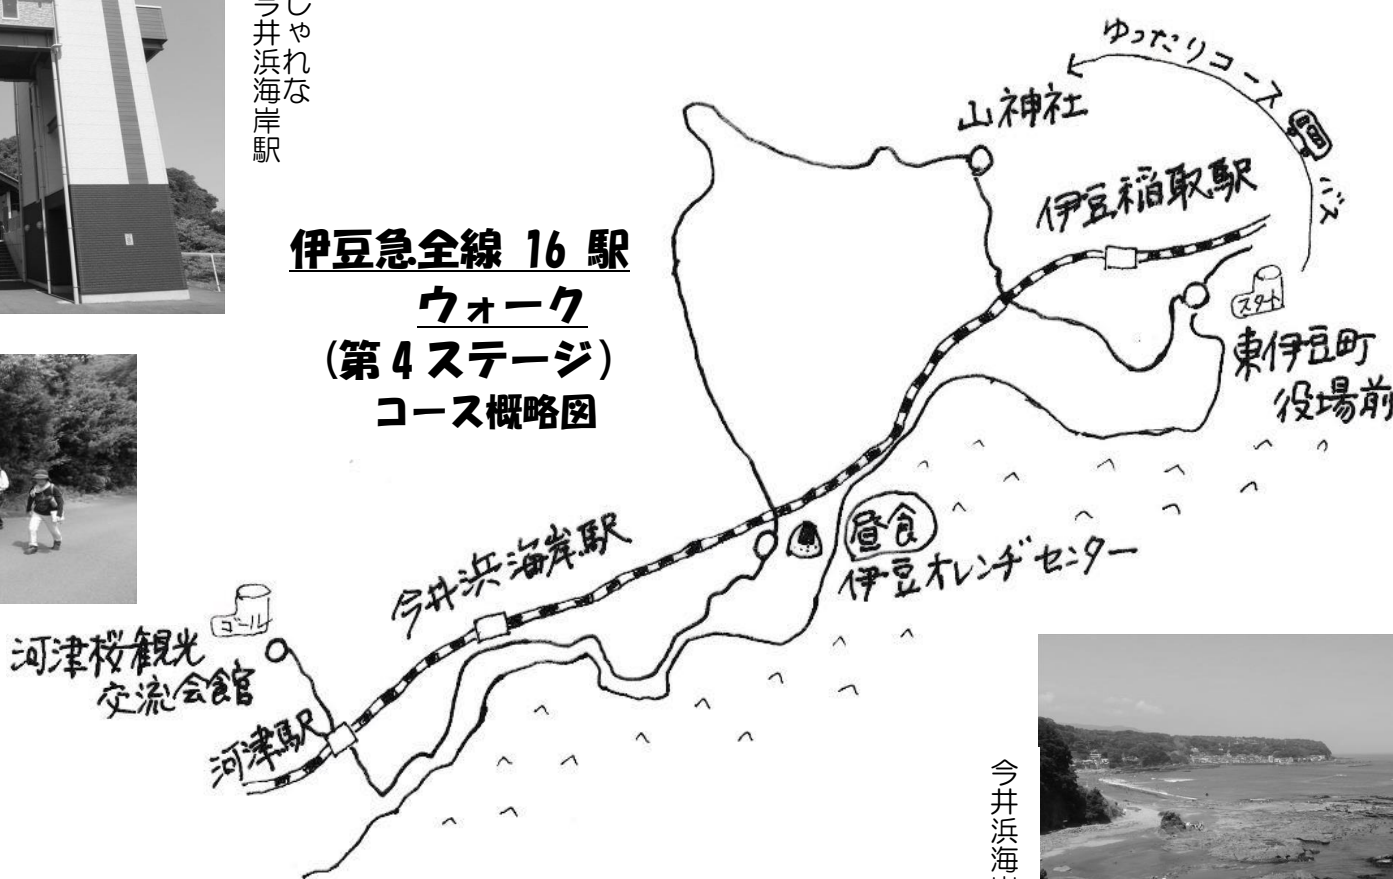 しゃれな
今井浜海岸駅
伊豆急全線 16 駅
ウォーク
(第4ステージ)
コース概略図
ゆったりコース
バス
山神社
伊豆稲取駅
スタート
東伊豆町
役場前
昼食
伊豆オレンヂセンター
今井浜海岸駅
ゴール
河津桜観光
交流会館
河津駅
今井浜海岸